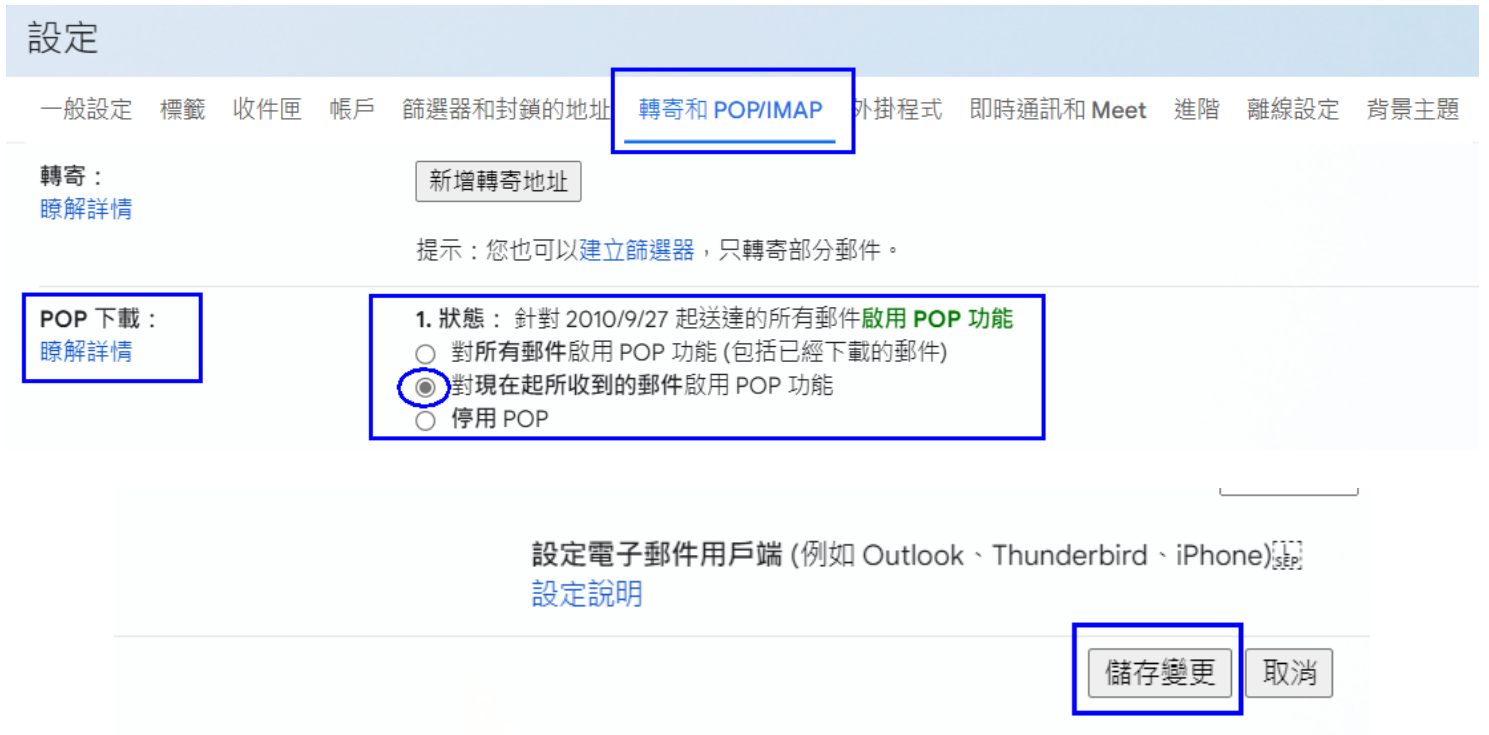 設定
一般設定 標籤 收件匣 帳戶 篩選器和封鎖的地址 轉寄和 POP/IMAP 外掛程式 即時通訊和 Meet 進階 離線設定 背景主題
轉寄：
瞭解詳情
新增轉寄地址
提示：您也可以建立篩選器，只轉寄部分郵件。
POP 下載：
瞭解詳情
1. 狀態： 針對 2010/9/27 起送達的所有郵件啟用 POP 功能
對所有郵件啟用 POP 功能 (包括已經下載的郵件)
對現在起所收到的郵件啟用 POP 功能
停用 POP
設定電子郵件用戶端 (例如 Outlook、Thunderbird、iPhone) L SEP
設定說明
儲存變更 取消